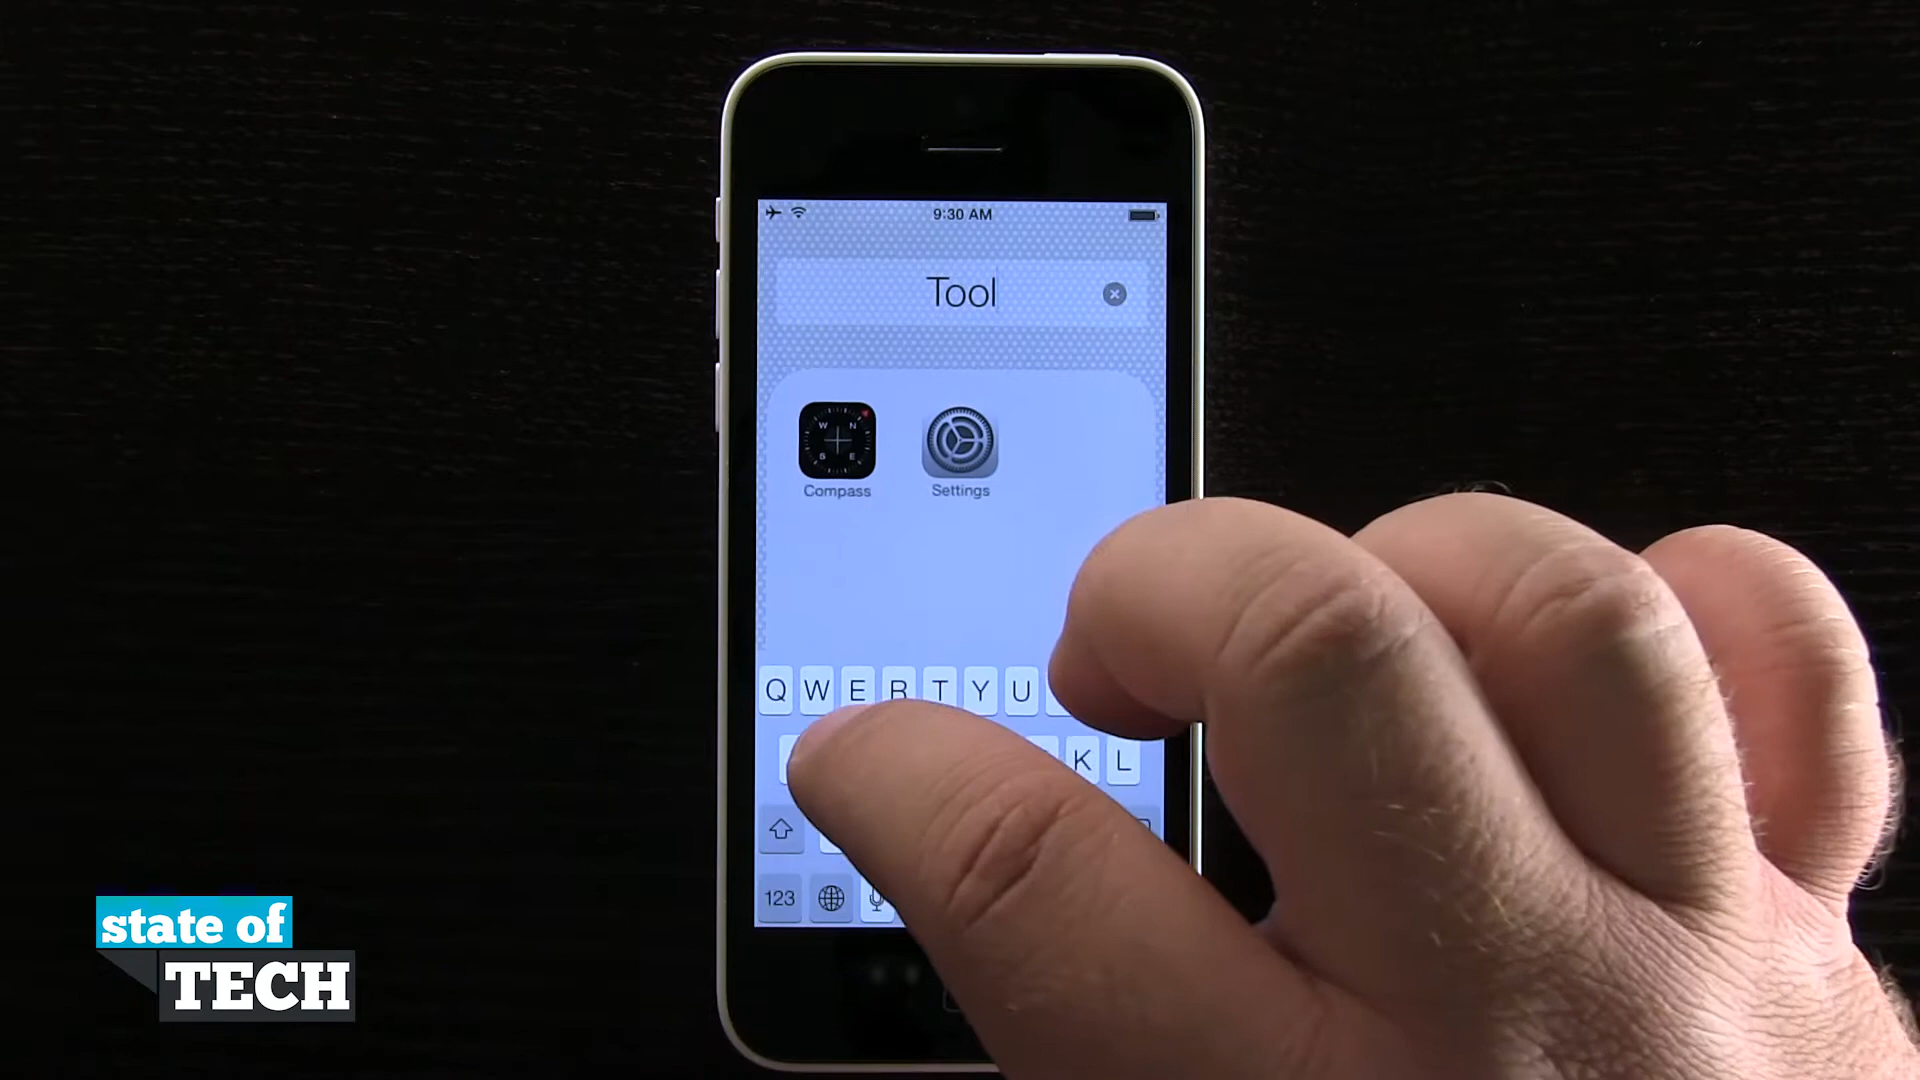 9:30 AM
Tool
W N
S E
Compass
Settings
Q W E R T Y U
K L
123
state of
TECH